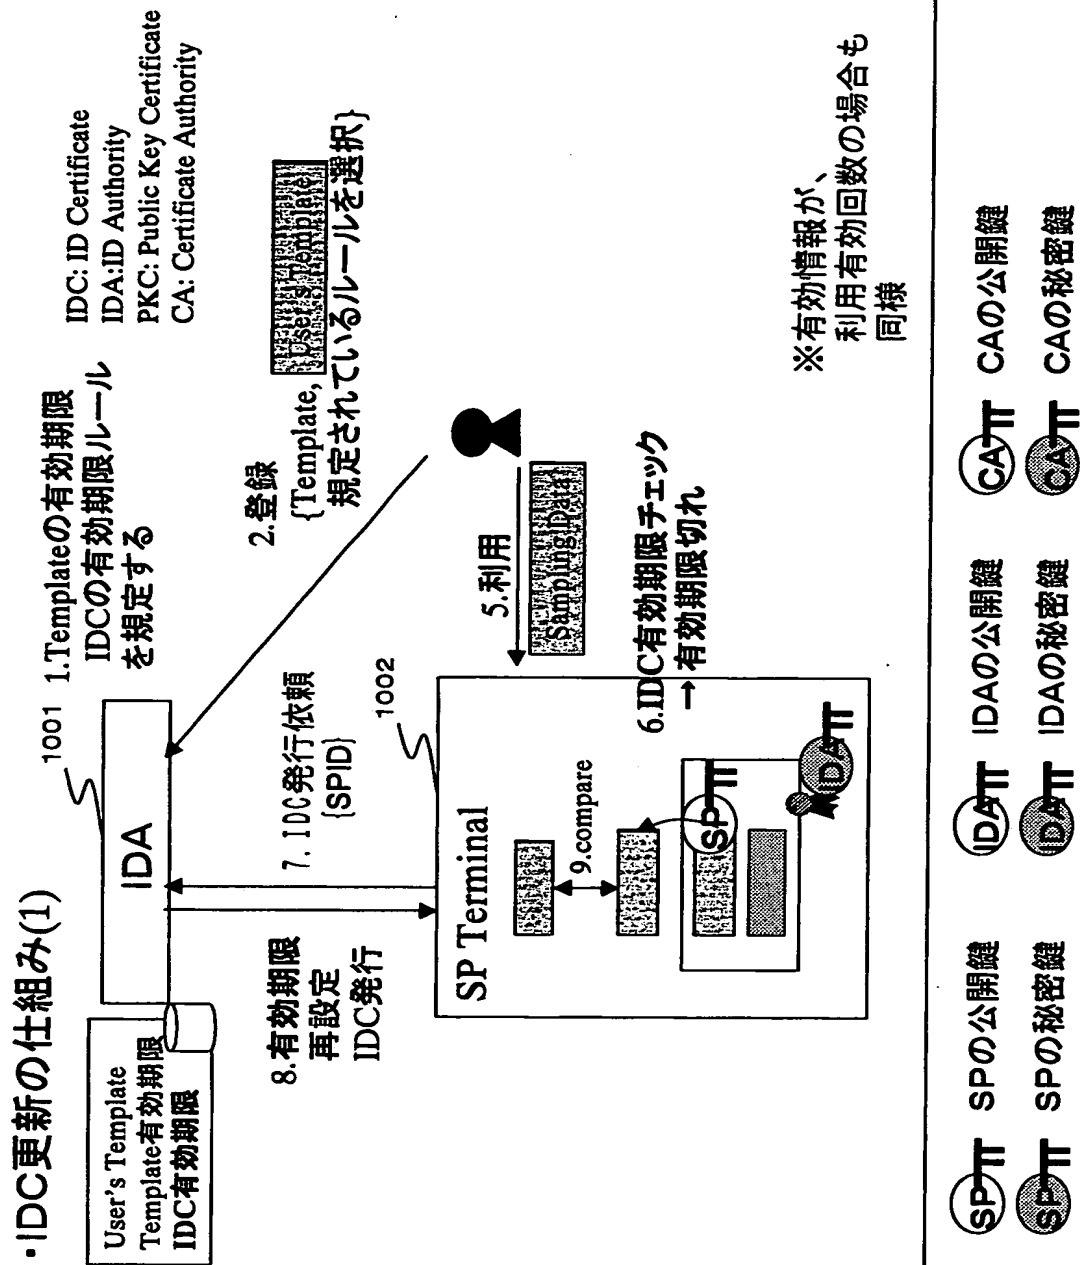 ・IDC更新の仕組み(1)
IDC: ID Certificate
IDA:ID Authority
PKC: Public Key Certificate
CA: Certificate Authority
User's Template
Template有効期限
IDC有効期限
IDA
1001
1.Templateの有効期限
IDCの有効期限ルール
を規定する
2.登録
{Template,
User's Template
規定されているルールを選択}
8.有効期限
再設定
IDC発行
7.IDC発行依頼
{SPID}
1002
5.利用
Sampling Data
SP Terminal
9.compare
6.IDC有効期限チェック
→有効期限切れ
SP
IDA
※有効情報が、
利用有効回数の場合も
同様
SP
SPの公開鍵
IDA
IDAの公開鍵
CA
CAの公開鍵
SP
SPの秘密鍵
IDA
IDAの秘密鍵
CA
CAの秘密鍵